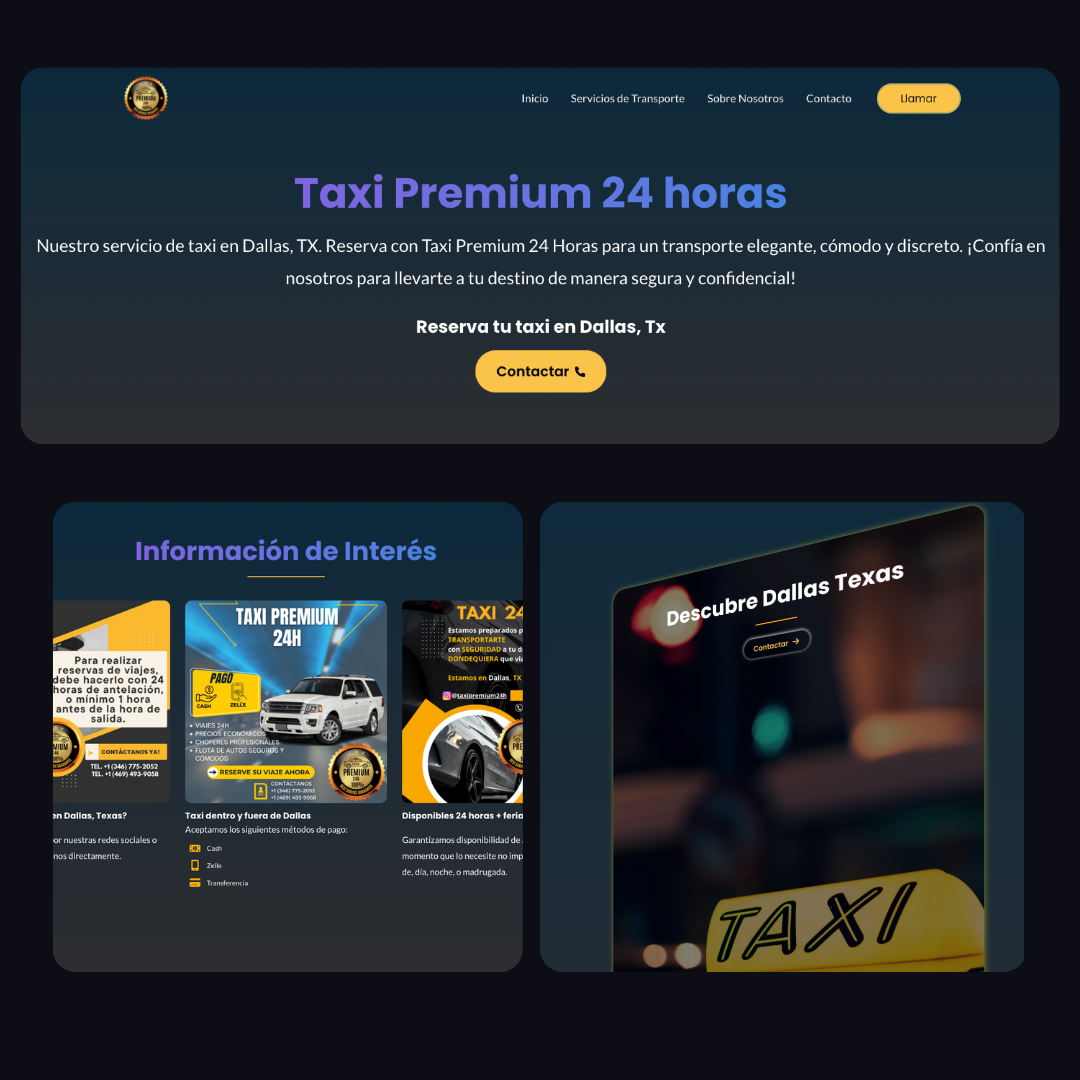 PREMIUM
Inicio
Servicios de Transporte
Sobre Nosotros
Contacto
Llamar
Taxi Premium 24 horas
Nuestro servicio de taxi en Dallas, TX. Reserva con Taxi Premium 24 Horas para un transporte elegante, cómodo y discreto. ¡Confía en
nosotros para llevarte a tu destino de manera segura y confidencial!
Reserva tu taxi en Dallas, Tx
Contactar
Información de Interés
Para realizar
reservas de viajes,
debe hacerlo con 24
horas de antelación,
o mínimo 1 hora
antes de la hora de
salida.
CONTÁCTANOS YA!
TEL. +1 (346) 775-2052
TEL. +1 (469) 493-9058
en Dallas, Texas?
por nuestras redes sociales o
nos directamente.
TAXI PREMIUM
24H
PAGO
CASH
ZELLE
VIAJES 24H
PRECIOS ECONÓMICOS
CHOFERES PROFESIONALES
FLOTA DE AUTOS SEGUROS Y
CÓMODOS
RESERVE SU VIAJE AHORA
CONTÁCTANOS
+1 (346) 775-2052
+1 (469) 493-9058
PREMIUM
24H
100%
Taxi dentro y fuera de Dallas
Aceptamos los siguientes métodos de pago:
Cash
Zelle
Transferencia
TAXI 24
Estamos preparados p
TRANSPORTARTE
con SEGURIDAD a tu d
DONDEQUIERA que via
Estamos en Dallas, TX
@taxipremium24h
Disponibles 24 horas + feria
Garantizamos disponibilidad de
momento que lo necesite no imp
de, día, noche, o madrugada.
Descubre Dallas Texas
Contactar
TAXI